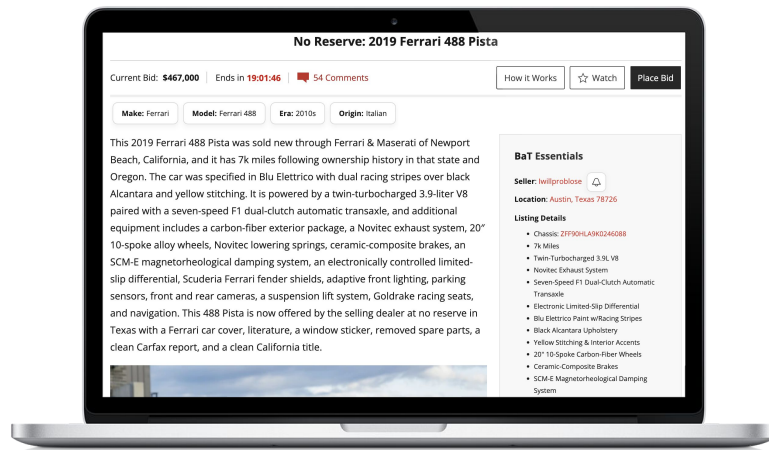 No Reserve: 2019 Ferrari 488 Pista
Current Bid: $467,000 Ends in 19:01:46 54 Comments How it Works Watch Place Bid
Make: Ferrari Model: Ferrari 488 Era: 2010s Origin: Italian
This 2019 Ferrari 488 Pista was sold new through Ferrari & Maserati of Newport
Beach, California, and it has 7k miles following ownership history in that state and
Oregon. The car was specified in Blu Elettrico with dual racing stripes over black
Alcantara and yellow stitching. It is powered by a twin-turbocharged 3.9-liter V8
paired with a seven-speed F1 dual-clutch automatic transaxle, and additional
equipment includes a carbon-fiber exterior package, a Novitec exhaust system, 20″
10-spoke alloy wheels, Novitec lowering springs, ceramic-composite brakes, an
SCM-E magnetorheological damping system, an electronically controlled limited-
slip differential, Scuderia Ferrari fender shields, adaptive front lighting, parking
sensors, front and rear cameras, a suspension lift system, Goldrake racing seats,
and navigation. This 488 Pista is now offered by the selling dealer at no reserve in
Texas with a Ferrari car cover, literature, a window sticker, removed spare parts, a
clean Carfax report, and a clean California title.
BaT Essentials
Seller: Iwillproblose
Location: Austin, Texas 78726
Listing Details
• Chassis: ZFF90HLA9K0246088
• 7k Miles
• Twin-Turbocharged 3.9L V8
• Novitec Exhaust System
• Seven-Speed F1 Dual-Clutch Automatic
Transaxle
• Electronic Limited-Slip Differential
• Blu Elettrico Paint w/Racing Stripes
• Black Alcantara Upholstery
• Yellow Stitching & Interior Accents
• 20" 10-Spoke Carbon-Fiber Wheels
• Ceramic-Composite Brakes
• SCM-E Magnetorheological Damping
System